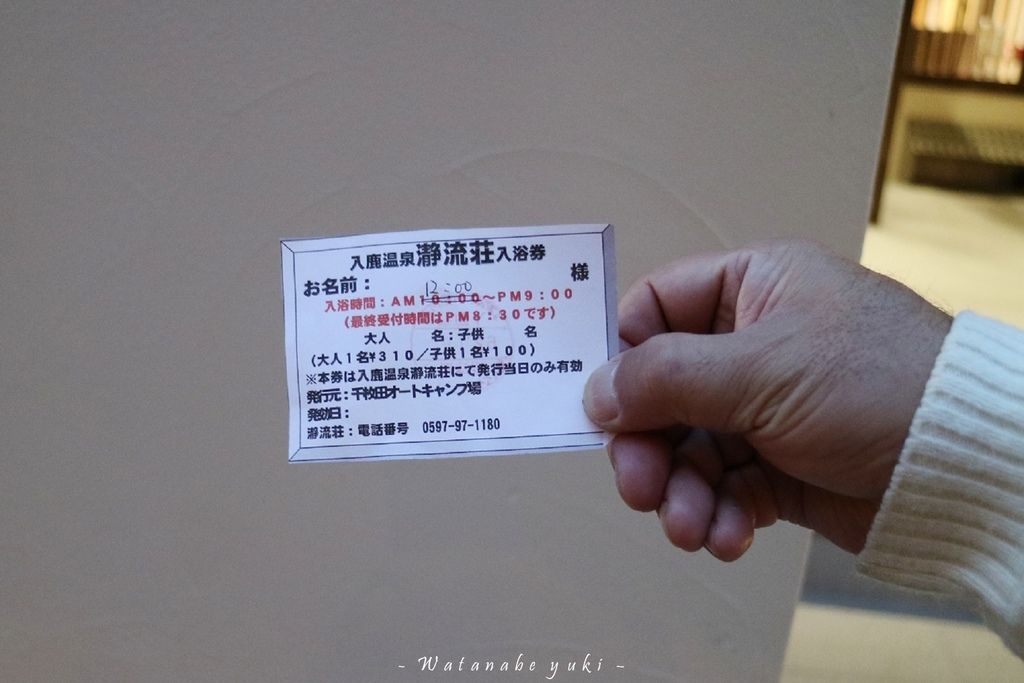 入鹿温泉瀞流荘入浴券
お名前： 様
12:00
入浴時間：AM10：00～PM9：00
（最終受付時間はPM8：30です）
大人 名：子供 名
（大人１名¥３１０／子供１名¥１００）
※本券は入鹿温泉瀞流荘にて発行当日のみ有効
発行元：千枚田オートキャンプ場
発効日：
瀞流荘：電話番号 0597-97-1180
~ Watanabe yuki ~